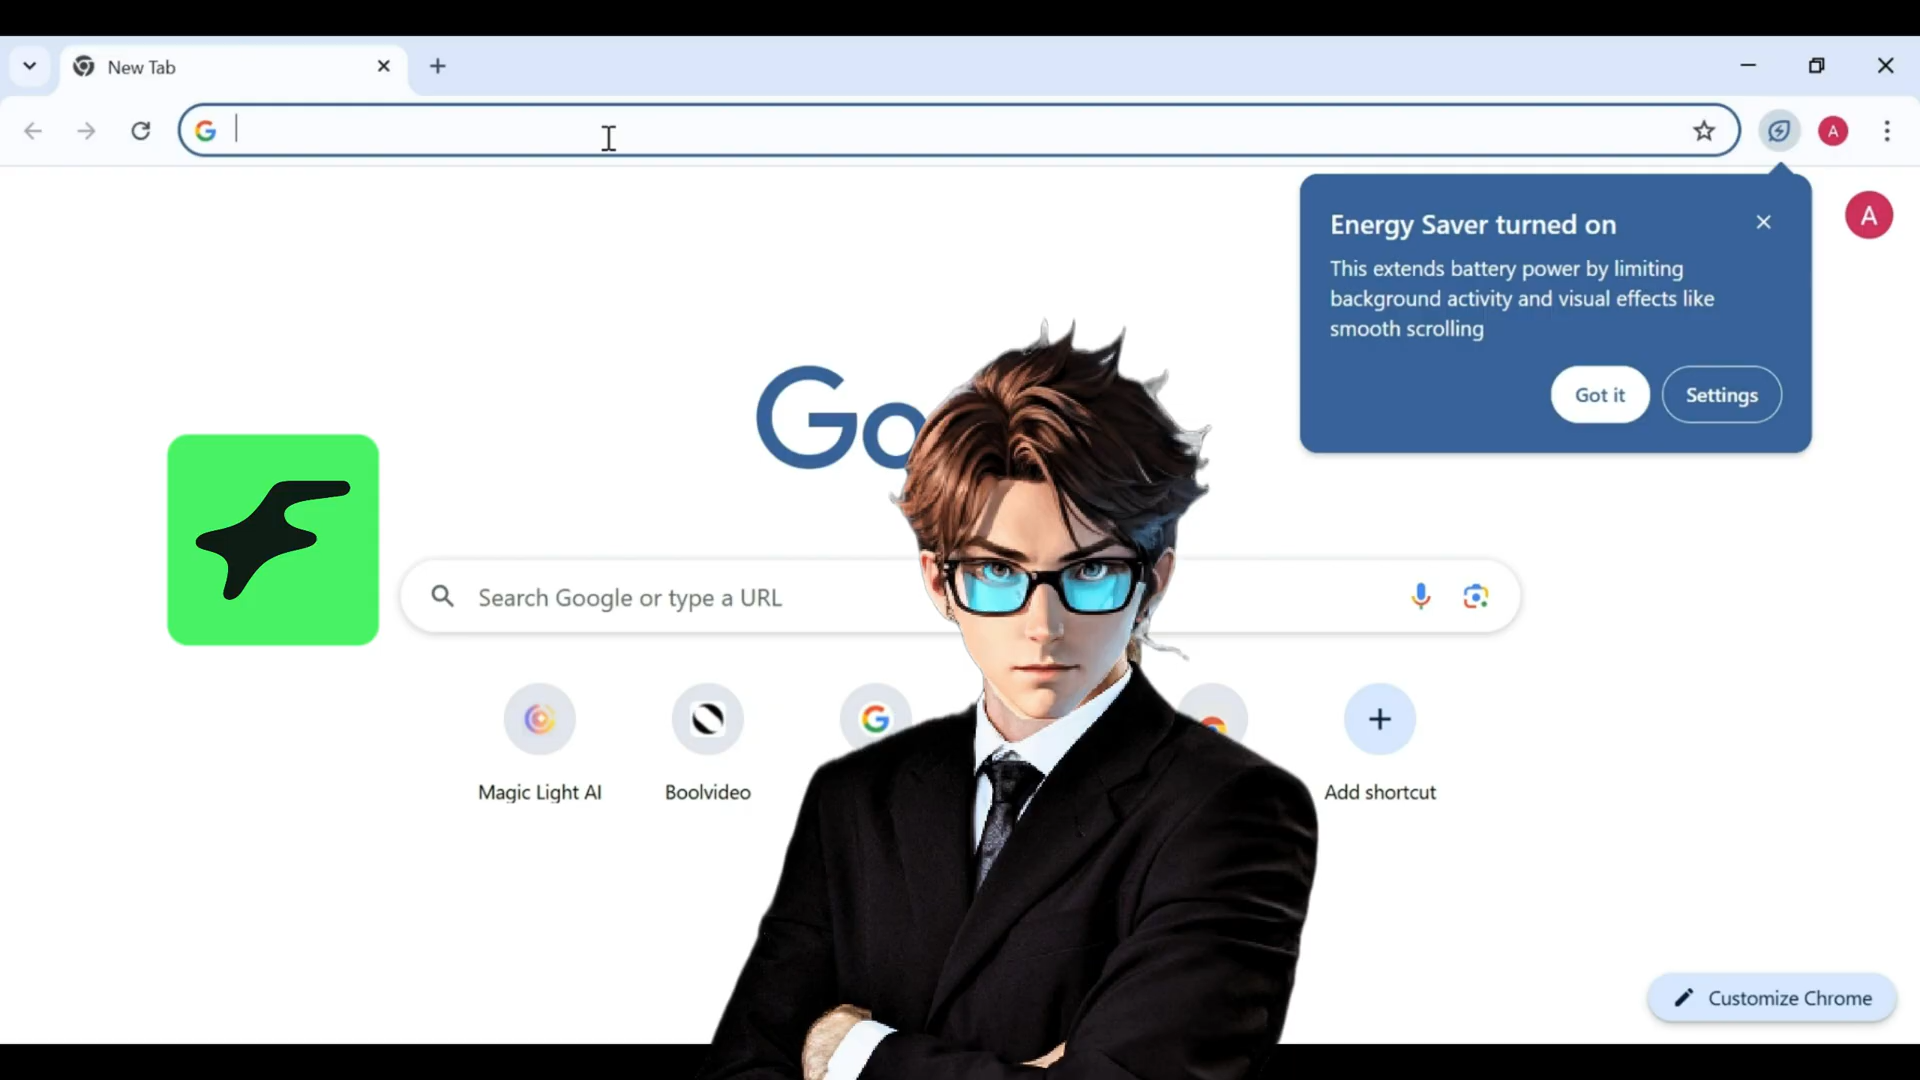 New Tab
A
Energy Saver turned on
A
This extends battery power by limiting
background activity and visual effects like
smooth scrolling
Got it
Settings
Go
Search Google or type a URL
Magic Light AI
Boolvideo
Add shortcut
Customize Chrome